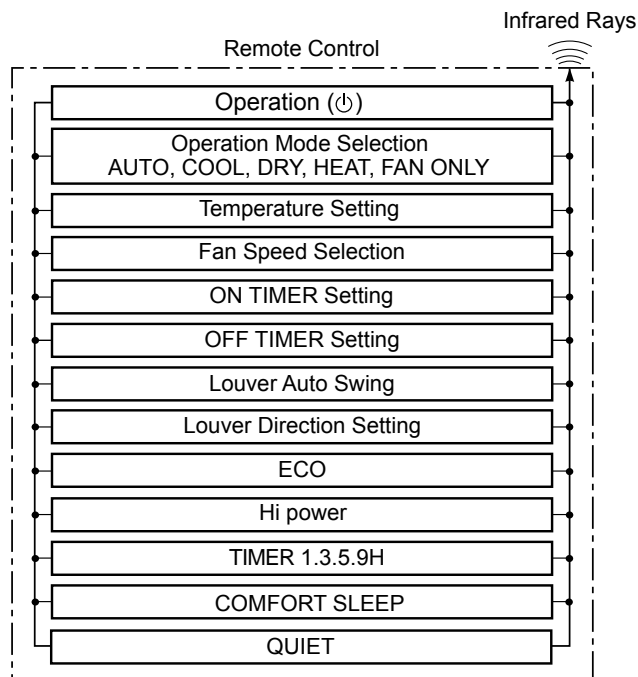 Infrared Rays
Remote Control
Operation (⏻)
Operation Mode Selection
AUTO, COOL, DRY, HEAT, FAN ONLY
Temperature Setting
Fan Speed Selection
ON TIMER Setting
OFF TIMER Setting
Louver Auto Swing
Louver Direction Setting
ECO
Hi power
TIMER 1.3.5.9H
COMFORT SLEEP
QUIET